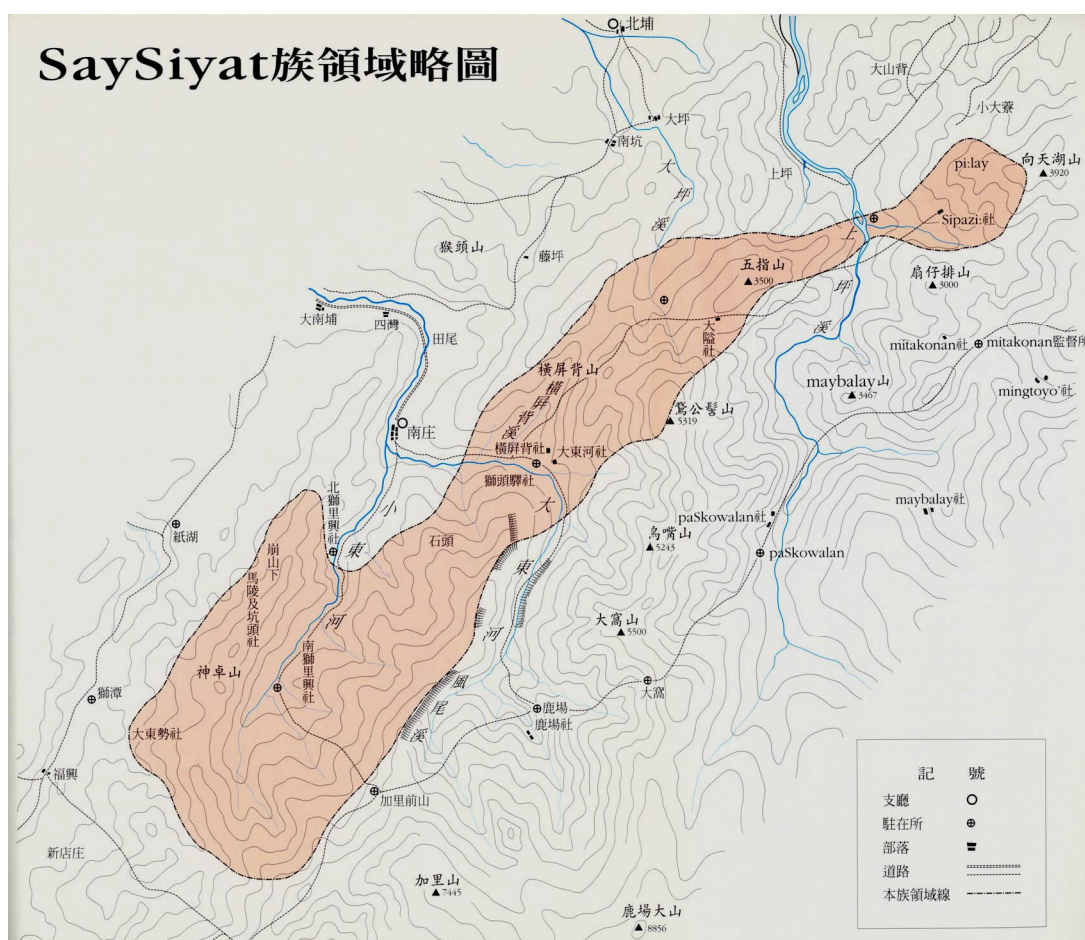 SaySiyat族領域略圖
北埔
大山背
小大藔
大坪
南坑
大坪溪
上坪
pi:lay
向天湖山
3920
Sipazi:社
猴頭山
藤坪
五指山
3500
上坪溪
扇仔排山
3000
大南埔
四灣
田尾
大隘社
mitakonan社
mitakonan監督所
橫屏背山
橫屏背溪
maybalay山
3467
mingtoyo'社
鵞公髻山
5319
南庄
橫屏背社
大東河社
獅頭驛社
北獅里興社
小東河
大東河
石頭
maybalay社
paSkowalan社
鳥嘴山
5243
paSkowalan
紙湖
崩山下
馬陵及坑頭社
大窩山
5500
神卓山
南獅里興社
風尾溪
獅潭
大窩
鹿場
鹿場社
大東勢社
福興
加里前山
新店庄
加里山
7445
鹿場大山
8856
記號
支廳
駐在所
部落
道路
本族領域線